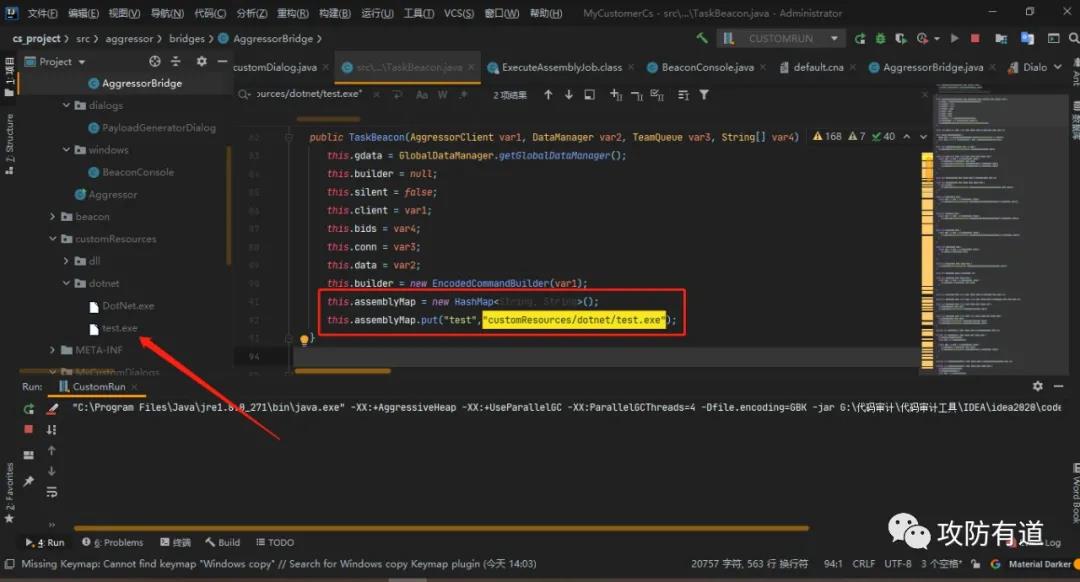 文件(F) 编辑(E) 视图(V) 导航(N) 代码(C) 分析(Z) 重构(R) 构建(B) 运行(U) 工具(T) VCS(S) 窗口(W) 帮助(H) MyCustomerCs - src\...\TaskBeacon.java - Administrator
cs_project > src > aggressor > bridges > AggressorBridge > CUSTOMRUN
Project
customDialog.java src\...\TaskBeacon.java ExecuteAssemblyJob.class BeaconConsole.java default.cna AggressorBridge.java Dialo
AggressorBridge
dialogs
PayloadGeneratorDialog
windows
BeaconConsole
Aggressor
beacon
customResources
dll
dotnet
DotNet.exe
test.exe
META-INF
MyCustomDialogs
ources/dotnet/test.exe" Aa W .* 2 项结果
public TaskBeacon(AggressorClient var1, DataManager var2, TeamQueue var3, String[] var4) 168 7 40
this.gdata = GlobalDataManager.getGlobalDataManager();
this.builder = null;
this.silent = false;
this.client = var1;
this.bids = var4;
this.conn = var3;
this.data = var2;
this.builder = new EncodedCommandBuilder(var1);
this.assemblyMap = new HashMap<String, String>();
this.assemblyMap.put("test","customResources/dotnet/test.exe");
}
94
Run: CustomRun
"C:\Program Files\Java\jre1.8.0_271\bin\java.exe" -XX:+AggressiveHeap -XX:+UseParallelGC -XX:ParallelGCThreads=4 -Dfile.encoding=GBK -jar G:\代码审计\代码审计工具\IDEA\idea2020\code
Z: Structure
2: Favorites
Ant
Word Book
攻防有道
4: Run 6: Problems 终端 Build TODO
Missing Keymap: Cannot find keymap "Windows copy" // Search for Windows copy Keymap plugin (今天 14:03) 20757 字符, 563 行 换行符 94:1 CRLF UTF-8 3 个空格* Material Darker